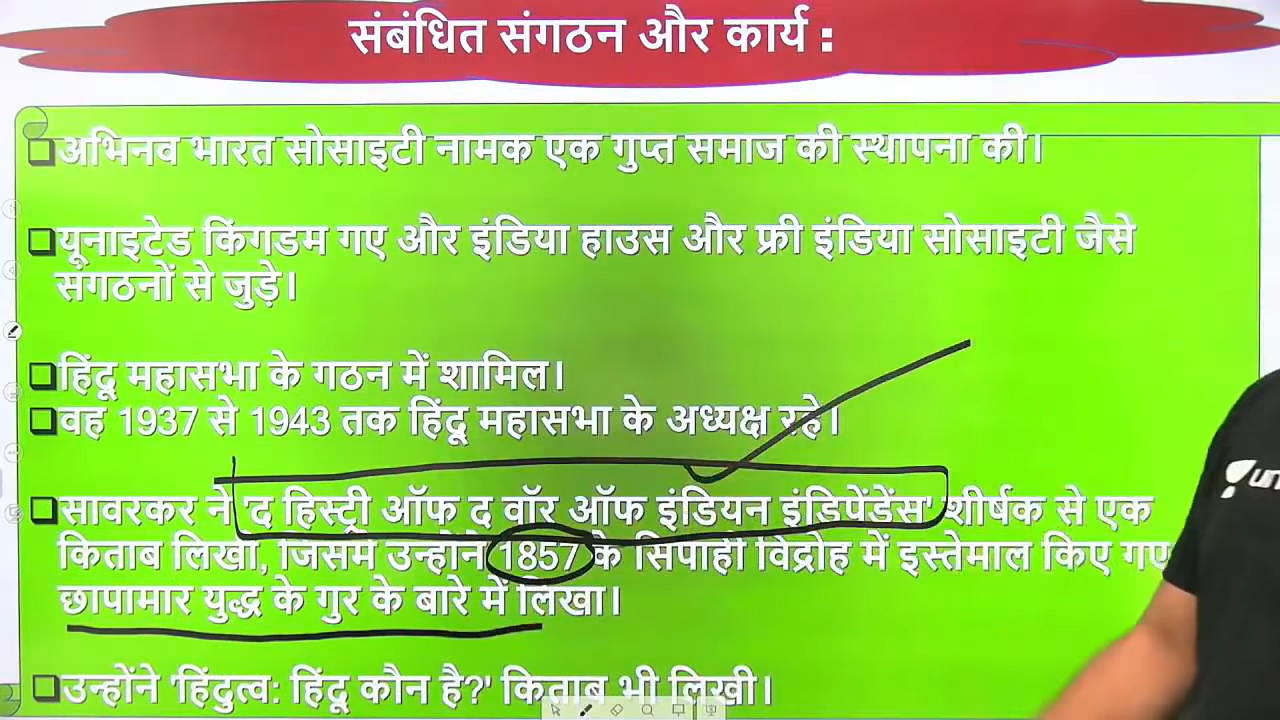 संबंधित संगठन और कार्य :
अभिनव भारत सोसाइटी नामक एक गुप्त समाज की स्थापना की।
यूनाइटेड किंगडम गए और इंडिया हाउस और फ्री इंडिया सोसाइटी जैसे
संगठनों से जुड़े।
हिंदू महासभा के गठन में शामिल।
वह 1937 से 1943 तक हिंदू महासभा के अध्यक्ष रहे।
सावरकर ने 'द हिस्ट्री ऑफ द वॉर ऑफ इंडियन इंडिपेंडेंस' शीर्षक से एक
किताब लिखी, जिसमें उन्होंने 1857 के सिपाही विद्रोह में इस्तेमाल किए गए
छापामार युद्ध के गुर के बारे में लिखा।
उन्होंने 'हिंदुत्व: हिंदू कौन है?' किताब भी लिखी।